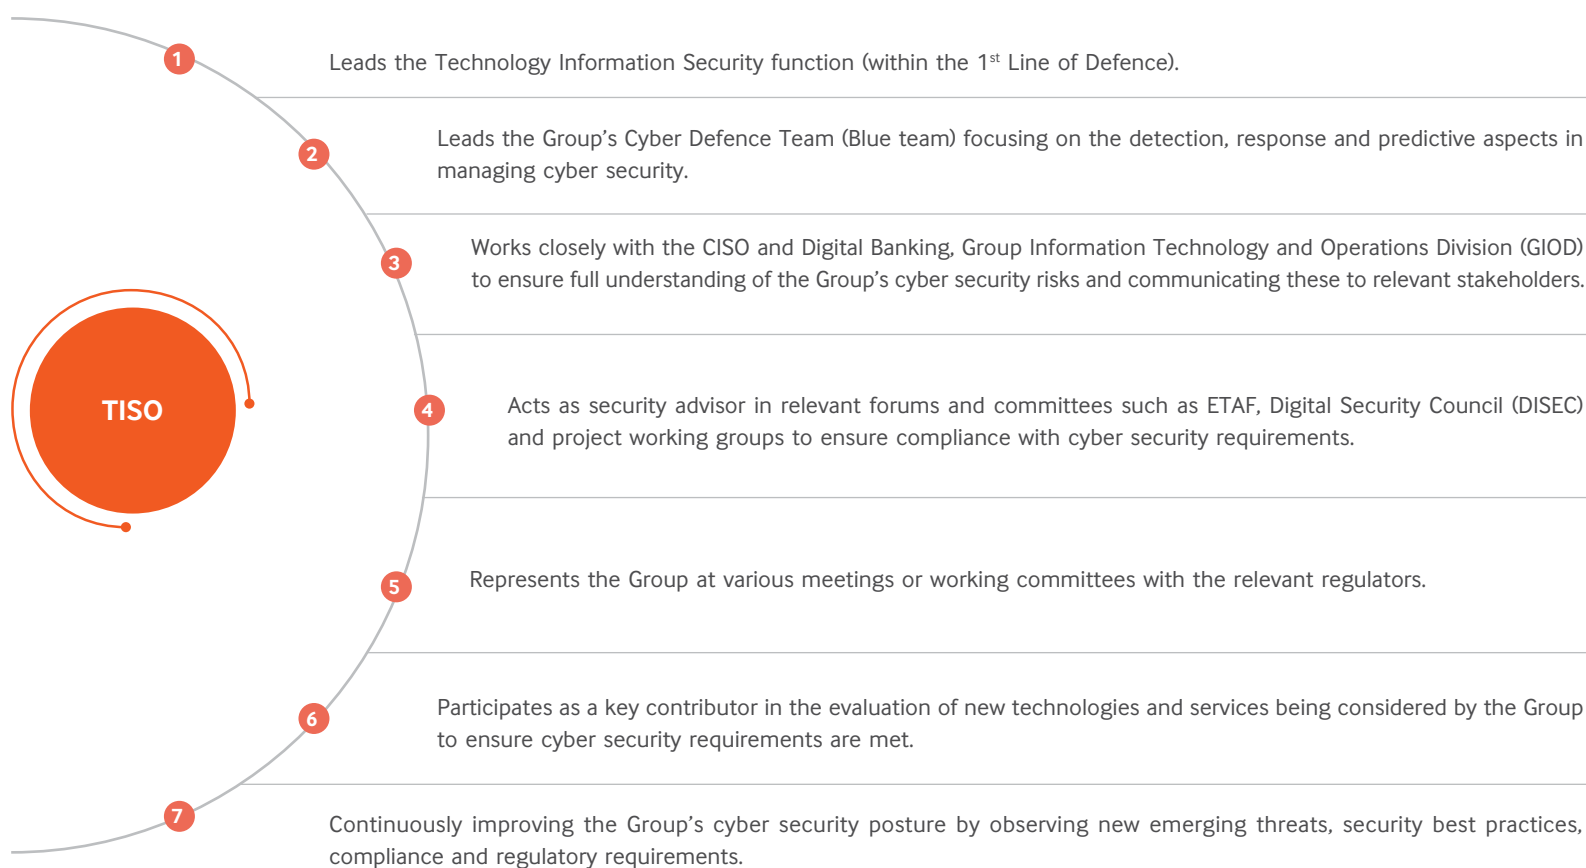 1
Leads the Technology Information Security function (within the 1st Line of Defence).
2
Leads the Group’s Cyber Defence Team (Blue team) focusing on the detection, response and predictive aspects in
managing cyber security.
3
Works closely with the CISO and Digital Banking, Group Information Technology and Operations Division (GIOD)
to ensure full understanding of the Group’s cyber security risks and communicating these to relevant stakeholders.
TISO
4
Acts as security advisor in relevant forums and committees such as ETAF, Digital Security Council (DISEC)
and project working groups to ensure compliance with cyber security requirements.
5
Represents the Group at various meetings or working committees with the relevant regulators.
6
Participates as a key contributor in the evaluation of new technologies and services being considered by the Group
to ensure cyber security requirements are met.
7
Continuously improving the Group’s cyber security posture by observing new emerging threats, security best practices,
compliance and regulatory requirements.